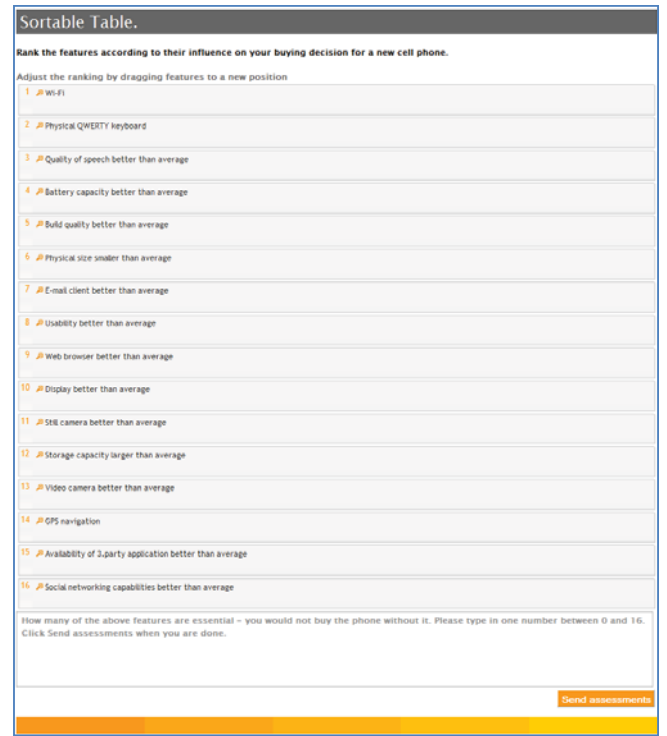 Sortable Table.
Rank the features according to their influence on your buying decision for a new cell phone.
Adjust the ranking by dragging features to a new position
1 Wi-Fi
2 Physical QWERTY keyboard
3 Quality of speech better than average
4 Battery capacity better than average
5 Build quality better than average
6 Physical size smaller than average
7 E-mail client better than average
8 Usability better than average
9 Web browser better than average
10 Display better than average
11 Still camera better than average
12 Storage capacity larger than average
13 Video camera better than average
14 GPS navigation
15 Availability of 3.party application better than average
16 Social networking capabilities better than average
How many of the above features are essential – you would not buy the phone without it. Please type in one number between 0 and 16.
Click Send assessments when you are done.
Send assessments